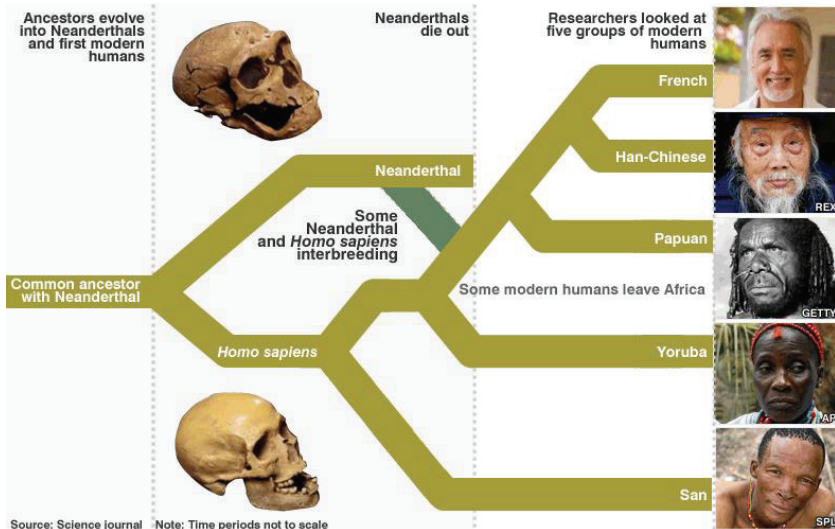 Ancestors evolve
into Neanderthals
and first modern
humans
Neanderthals
die out
Researchers looked at
five groups of modern
humans
French
Han-Chinese
REX
Neanderthal
Some
Neanderthal
and Homo sapiens
interbreeding
Papuan
Common ancestor
with Neanderthal
Some modern humans leave Africa
GETTY
Homo sapiens
Yoruba
AP
San
SPL
Source: Science journal
Note: Time periods not to scale